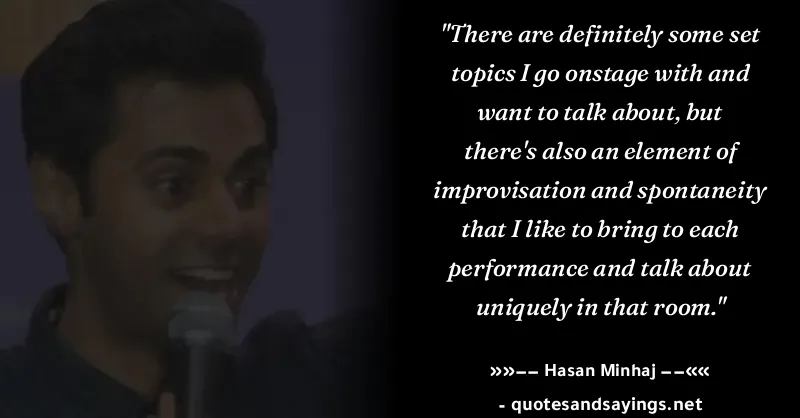 "There are definitely some set
topics I go onstage with and
want to talk about, but
there's also an element of
improvisation and spontaneity
that I like to bring to each
performance and talk about
uniquely in that room."
»»-- Hasan Minhaj --««
- quotesandsayings.net